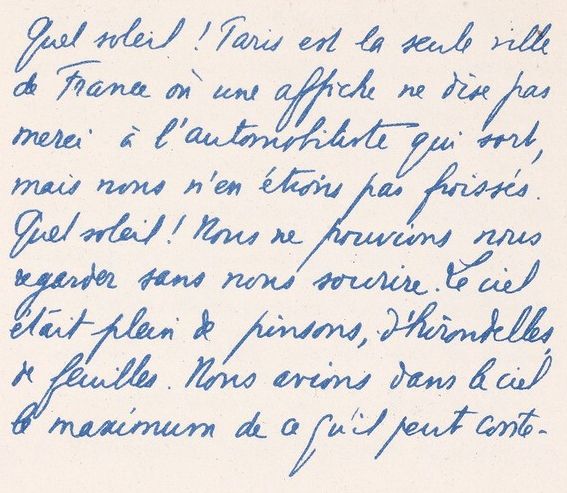 Quel soleil ! Paris est la seule ville
de France où une affiche ne dise pas
merci à l'automobiliste qui sort,
mais nous n'en étions pas froissés.
Quel soleil ! Nous ne pouvions nous
regarder sans nous sourire. Le ciel
était plein de pinsons, d'hirondelles,
de feuilles. Nous avions dans le ciel
le maximum de ce qu'il peut conte-